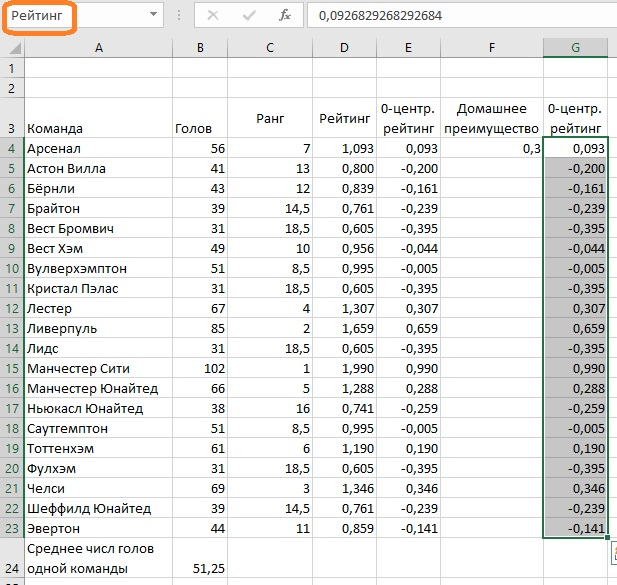 Рейтинг fx 0,0926829268292684
A B C D E F G
1
2
0-центр. Домашнее 0-центр.
3 Команда Голов Ранг Рейтинг рейтинг преимущество рейтинг
4 Арсенал 56 7 1,093 0,093 0,3 0,093
5 Астон Вилла 41 13 0,800 -0,200 -0,200
6 Бёрнли 43 12 0,839 -0,161 -0,161
7 Брайтон 39 14,5 0,761 -0,239 -0,239
8 Вест Бромвич 31 18,5 0,605 -0,395 -0,395
9 Вест Хэм 49 10 0,956 -0,044 -0,044
10 Вулверхэмптон 51 8,5 0,995 -0,005 -0,005
11 Кристал Пэлас 31 18,5 0,605 -0,395 -0,395
12 Лестер 67 4 1,307 0,307 0,307
13 Ливерпуль 85 2 1,659 0,659 0,659
14 Лидс 31 18,5 0,605 -0,395 -0,395
15 Манчестер Сити 102 1 1,990 0,990 0,990
16 Манчестер Юнайтед 66 5 1,288 0,288 0,288
17 Ньюкасл Юнайтед 38 16 0,741 -0,259 -0,259
18 Саутгемптон 51 8,5 0,995 -0,005 -0,005
19 Тоттенхэм 61 6 1,190 0,190 0,190
20 Фулхэм 31 18,5 0,605 -0,395 -0,395
21 Челси 69 3 1,346 0,346 0,346
22 Шеффилд Юнайтед 39 14,5 0,761 -0,239 -0,239
23 Эвертон 44 11 0,859 -0,141 -0,141
Среднее числ голов
24 одной команды 51,25